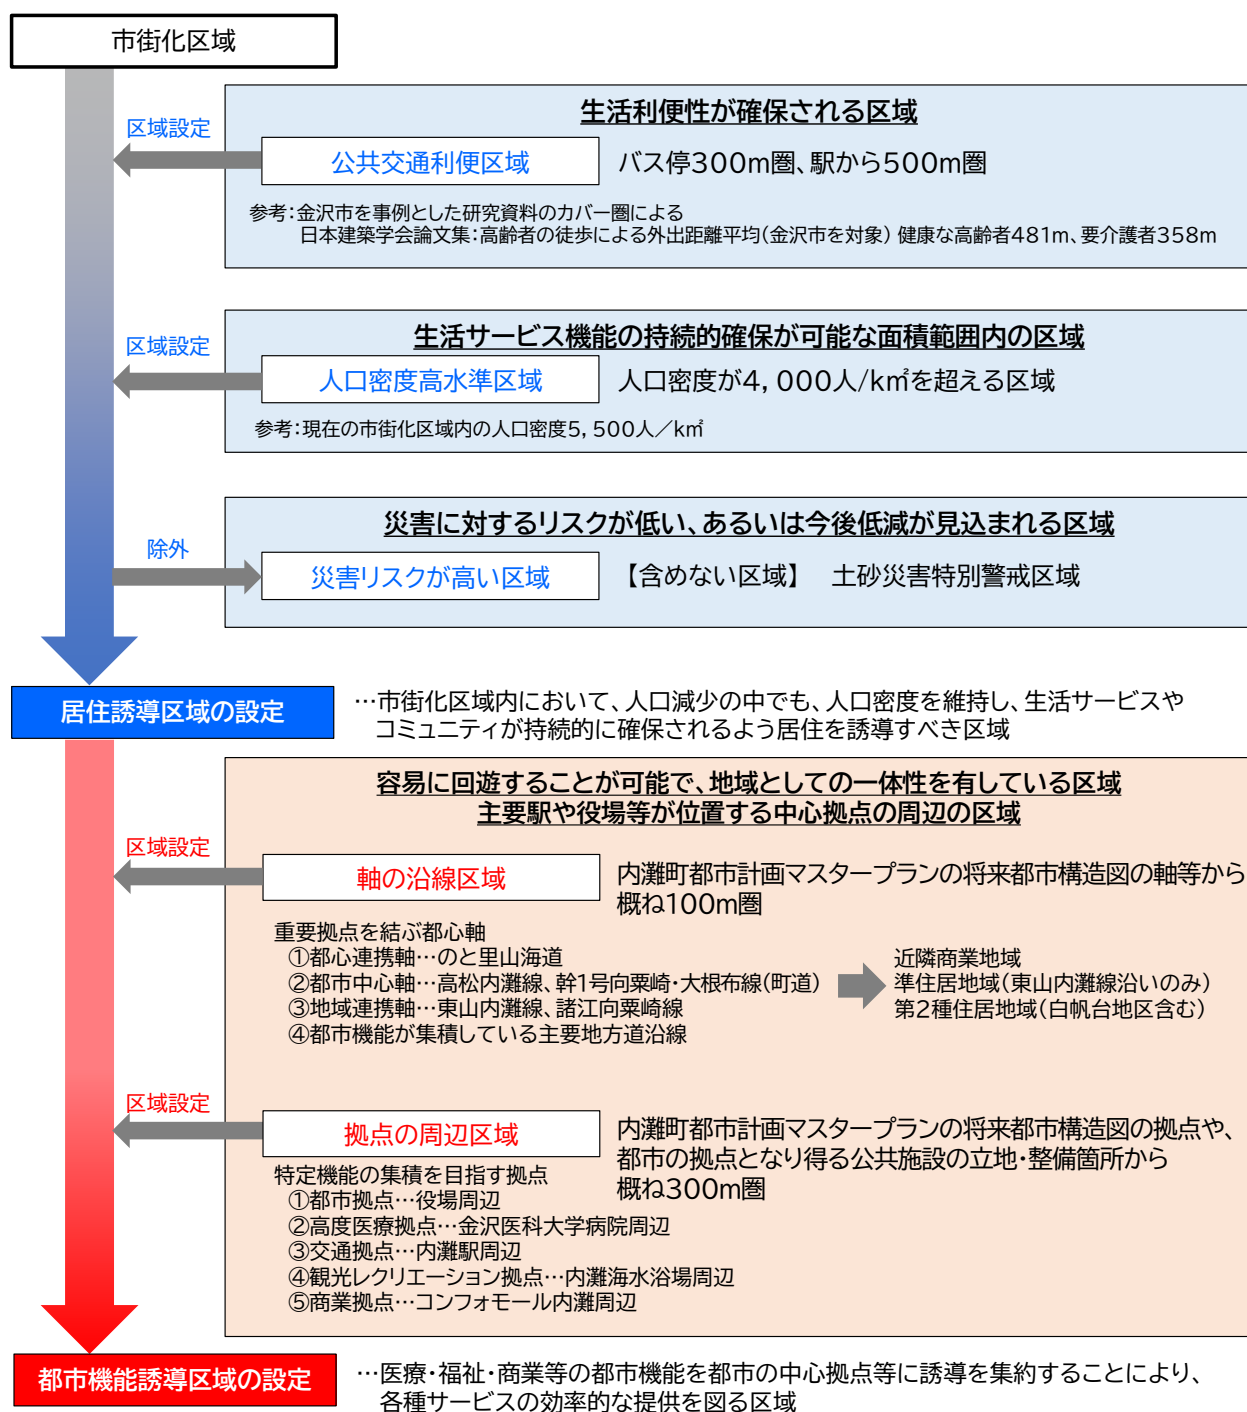 市街化区域
生活利便性が確保される区域
区域設定
公共交通利便区域
バス停300m圏、駅から500m圏
参考：金沢市を事例とした研究資料のカバー圏による
日本建築学会論文集：高齢者の徒歩による外出距離平均(金沢市を対象) 健康な高齢者481m、要介護者358m
生活サービス機能の持続的確保が可能な面積範囲内の区域
区域設定
人口密度高水準区域
人口密度が4，000人/k㎡を超える区域
参考：現在の市街化区域内の人口密度5，500人／k㎡
災害に対するリスクが低い、あるいは今後低減が見込まれる区域
除外
災害リスクが高い区域
【含めない区域】　土砂災害特別警戒区域
居住誘導区域の設定
…市街化区域内において、人口減少の中でも、人口密度を維持し、生活サービスや
コミュニティが持続的に確保されるよう居住を誘導すべき区域
容易に回遊することが可能で、地域としての一体性を有している区域
主要駅や役場等が位置する中心拠点の周辺の区域
区域設定
軸の沿線区域
内灘町都市計画マスタープランの将来都市構造図の軸等から
概ね100m圏
重要拠点を結ぶ都心軸
①都心連携軸…のと里山海道
②都市中心軸…高松内灘線、幹1号向粟崎・大根布線(町道)
③地域連携軸…東山内灘線、諸江向粟崎線
④都市機能が集積している主要地方道沿線
近隣商業地域
準住居地域(東山内灘線沿いのみ)
第2種住居地域(白帆台地区含む)
区域設定
拠点の周辺区域
内灘町都市計画マスタープランの将来都市構造図の拠点や、
都市の拠点となり得る公共施設の立地・整備箇所から
概ね300m圏
特定機能の集積を目指す拠点
①都市拠点…役場周辺
②高度医療拠点…金沢医科大学病院周辺
③交通拠点…内灘駅周辺
④観光レクリエーション拠点…内灘海水浴場周辺
⑤商業拠点…コンフォモール内灘周辺
都市機能誘導区域の設定
…医療・福祉・商業等の都市機能を都市の中心拠点等に誘導を集約することにより、
各種サービスの効率的な提供を図る区域